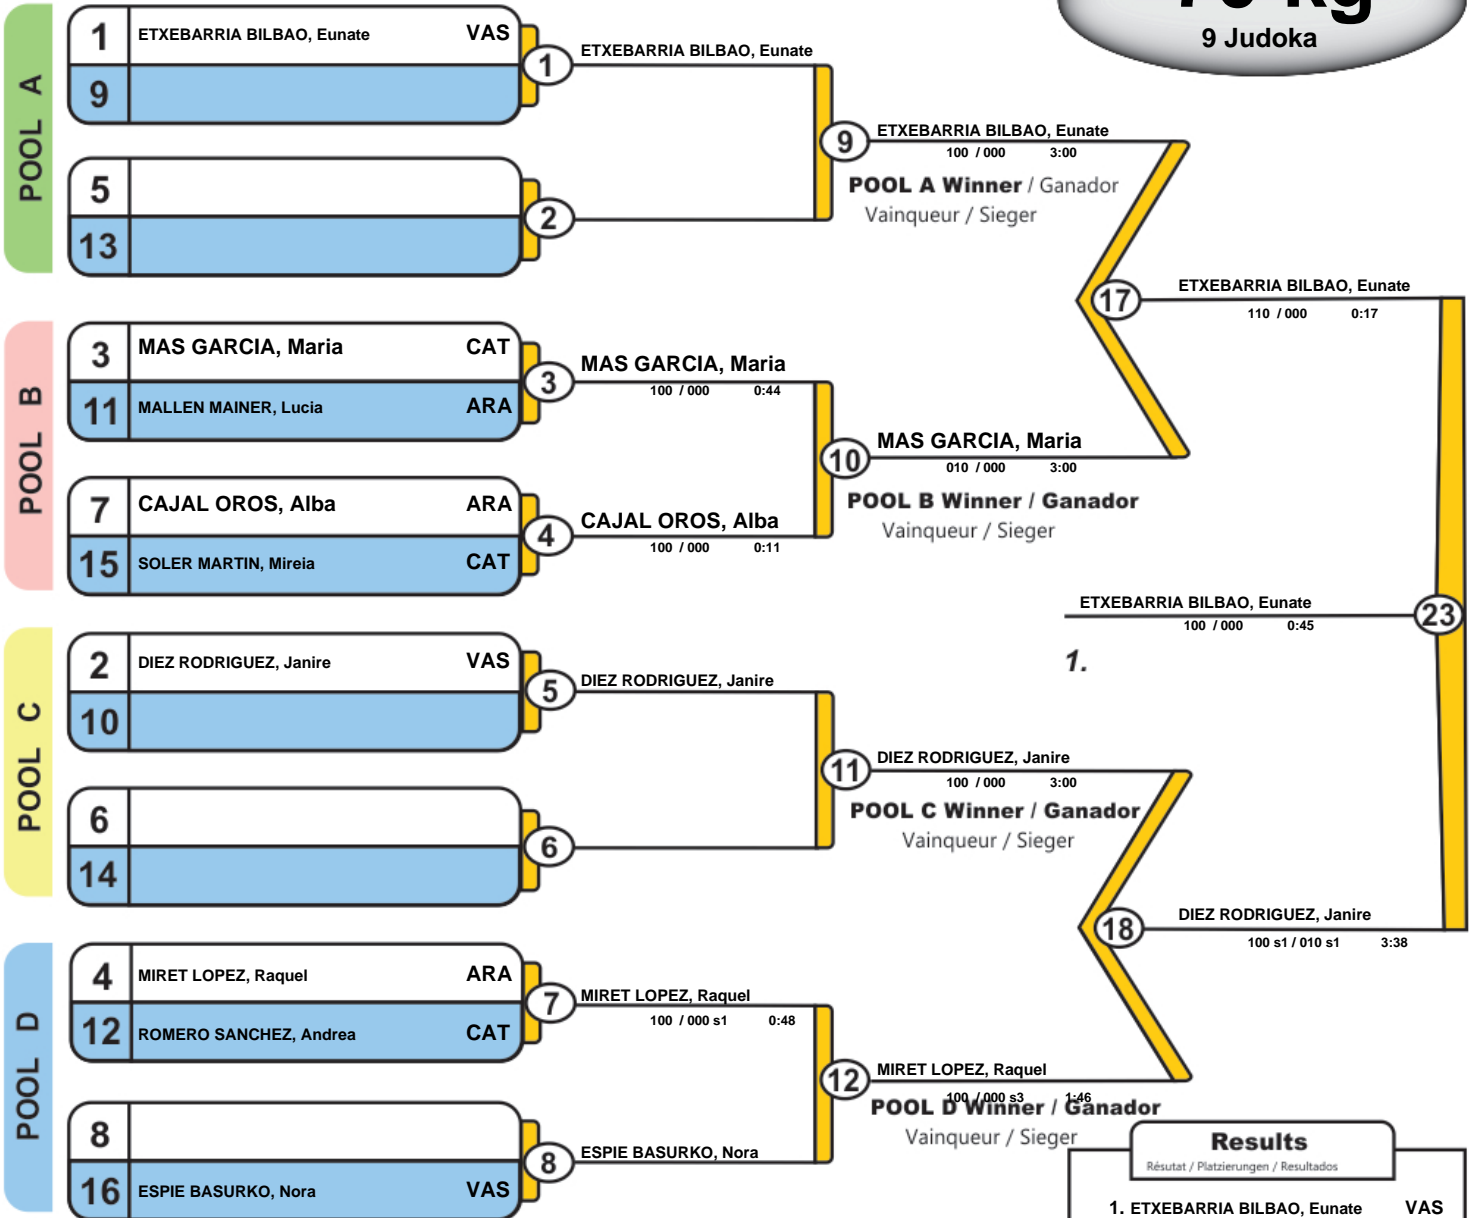 9 Judoka
POOL A
1 ETXEBARRIA BILBAO, Eunate VAS
9
1 ETXEBARRIA BILBAO, Eunate
5
13
2
9 ETXEBARRIA BILBAO, Eunate
100 / 000 3:00
POOL A Winner / Ganador
Vainqueur / Sieger
POOL B
3 MAS GARCIA, Maria CAT
11 MALLEN MAINER, Lucia ARA
3 MAS GARCIA, Maria
100 / 000 0:44
7 CAJAL OROS, Alba ARA
15 SOLER MARTIN, Mireia CAT
4 CAJAL OROS, Alba
100 / 000 0:11
10 MAS GARCIA, Maria
010 / 000 3:00
POOL B Winner / Ganador
Vainqueur / Sieger
17 ETXEBARRIA BILBAO, Eunate
110 / 000 0:17
ETXEBARRIA BILBAO, Eunate 23
100 / 000 0:45
1.
POOL C
2 DIEZ RODRIGUEZ, Janire VAS
10
5 DIEZ RODRIGUEZ, Janire
6
14
6
11 DIEZ RODRIGUEZ, Janire
100 / 000 3:00
POOL C Winner / Ganador
Vainqueur / Sieger
18 DIEZ RODRIGUEZ, Janire
100 s1 / 010 s1 3:38
POOL D
4 MIRET LOPEZ, Raquel ARA
12 ROMERO SANCHEZ, Andrea CAT
7 MIRET LOPEZ, Raquel
100 / 000 s1 0:48
8
16 ESPIE BASURKO, Nora VAS
8 ESPIE BASURKO, Nora
12 MIRET LOPEZ, Raquel
100 / 000 s3 1:46
POOL D Winner / Ganador
Vainqueur / Sieger
Results
Résutat / Platzierungen / Resultados
1. ETXEBARRIA BILBAO, Eunate VAS